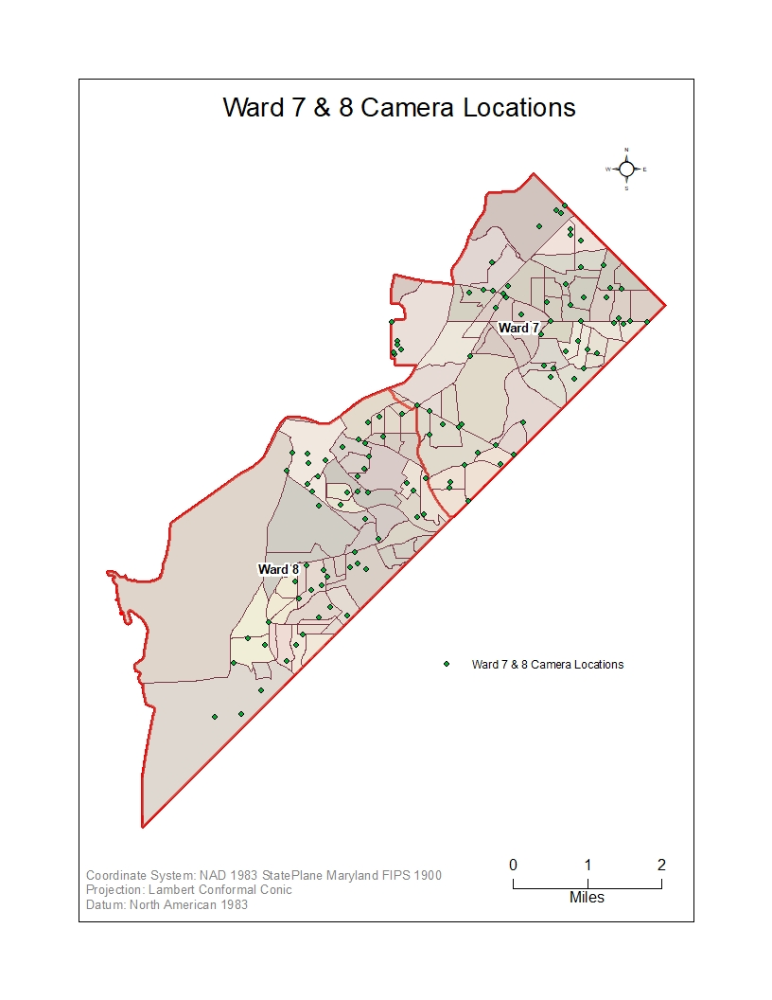 Ward 7 & 8 Camera Locations
N
W E
S
Ward 7
Ward 8
Ward 7 & 8 Camera Locations
0 1 2
Miles
Coordinate System: NAD 1983 StatePlane Maryland FIPS 1900
Projection: Lambert Conformal Conic
Datum: North American 1983